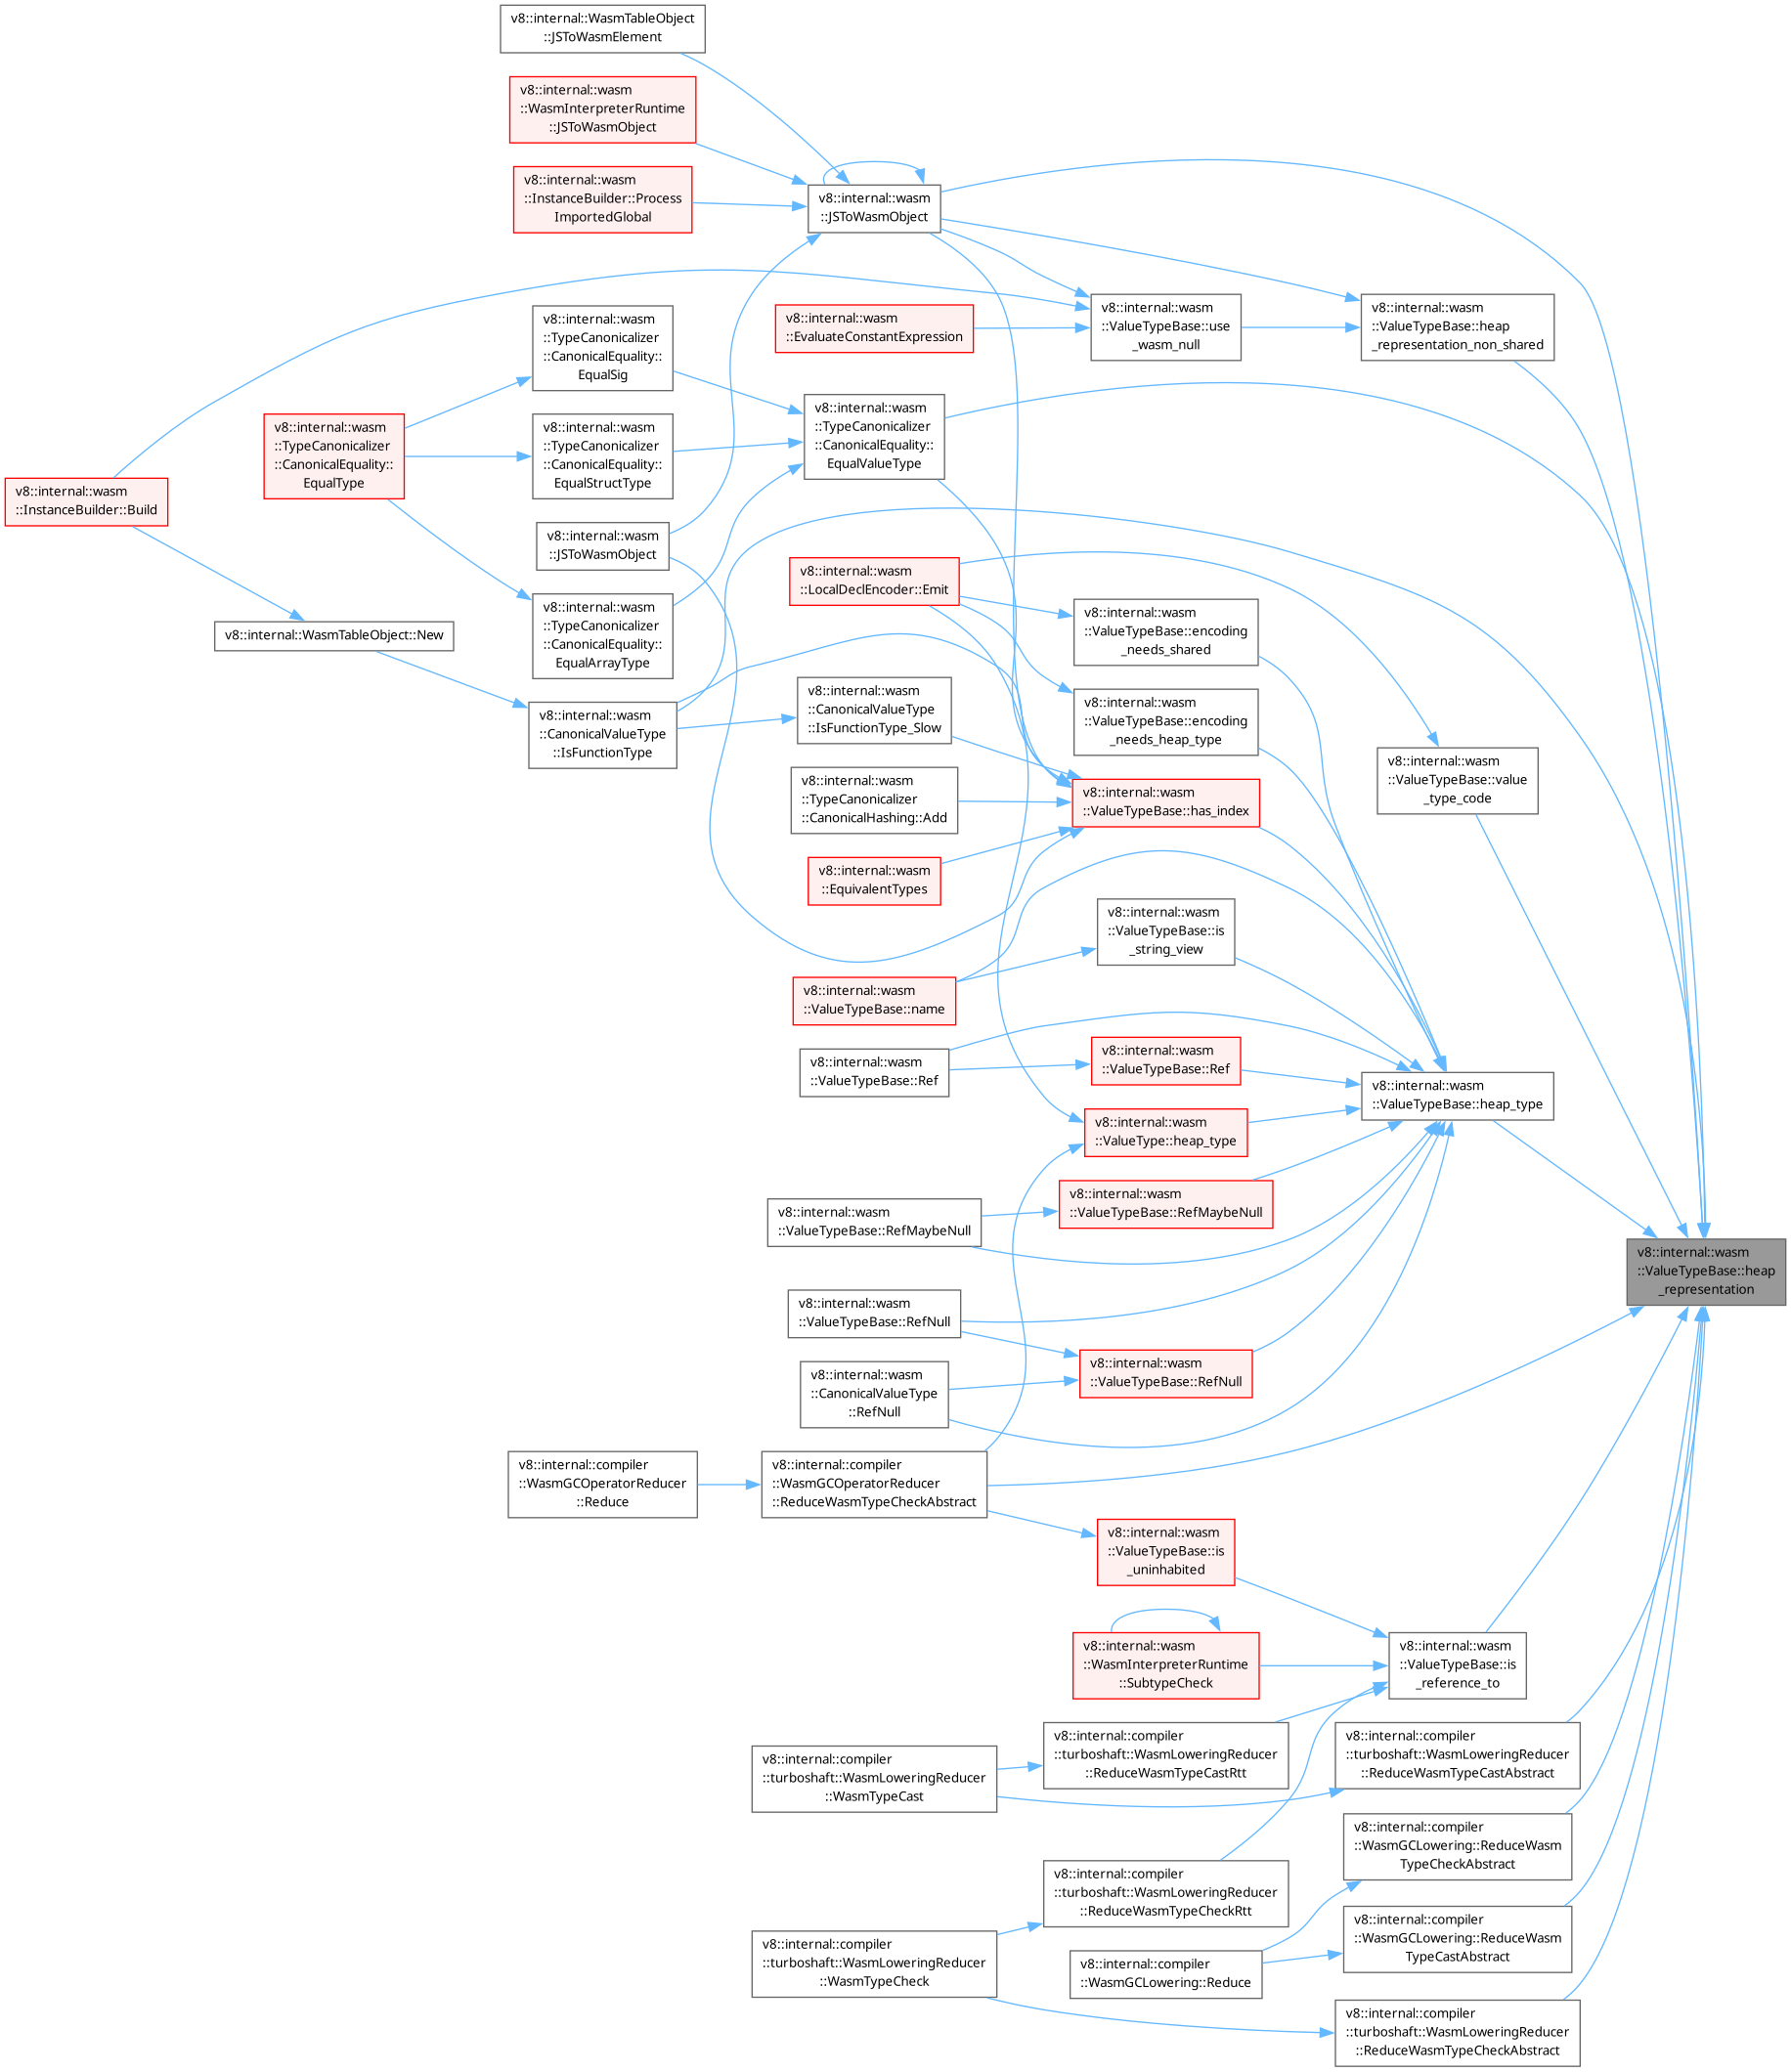 v8::internal::WasmTableObject
::JSToWasmElement
v8::internal::wasm
::WasmInterpreterRuntime
::JSToWasmObject
v8::internal::wasm
::InstanceBuilder::Process
ImportedGlobal
v8::internal::wasm
::JSToWasmObject
v8::internal::wasm
::EvaluateConstantExpression
v8::internal::wasm
::ValueTypeBase::use
_wasm_null
v8::internal::wasm
::ValueTypeBase::heap
_representation_non_shared
v8::internal::wasm
::TypeCanonicalizer
::CanonicalEquality::
EqualSig
v8::internal::wasm
::TypeCanonicalizer
::CanonicalEquality::
EqualType
v8::internal::wasm
::TypeCanonicalizer
::CanonicalEquality::
EqualStructType
v8::internal::wasm
::TypeCanonicalizer
::CanonicalEquality::
EqualValueType
v8::internal::wasm
::InstanceBuilder::Build
v8::internal::wasm
::JSToWasmObject
v8::internal::wasm
::LocalDeclEncoder::Emit
v8::internal::wasm
::TypeCanonicalizer
::CanonicalEquality::
EqualArrayType
v8::internal::WasmTableObject::New
v8::internal::wasm
::ValueTypeBase::encoding
_needs_shared
v8::internal::wasm
::CanonicalValueType
::IsFunctionType
v8::internal::wasm
::CanonicalValueType
::IsFunctionType_Slow
v8::internal::wasm
::ValueTypeBase::encoding
_needs_heap_type
v8::internal::wasm
::ValueTypeBase::value
_type_code
v8::internal::wasm
::TypeCanonicalizer
::CanonicalHashing::Add
v8::internal::wasm
::ValueTypeBase::has_index
v8::internal::wasm
::EquivalentTypes
v8::internal::wasm
::ValueTypeBase::is
_string_view
v8::internal::wasm
::ValueTypeBase::name
v8::internal::wasm
::ValueTypeBase::Ref
v8::internal::wasm
::ValueTypeBase::Ref
v8::internal::wasm
::ValueTypeBase::heap_type
v8::internal::wasm
::ValueType::heap_type
v8::internal::wasm
::ValueTypeBase::RefMaybeNull
v8::internal::wasm
::ValueTypeBase::RefMaybeNull
v8::internal::wasm
::ValueTypeBase::heap
_representation
v8::internal::wasm
::ValueTypeBase::RefNull
v8::internal::wasm
::ValueTypeBase::RefNull
v8::internal::wasm
::CanonicalValueType
::RefNull
v8::internal::compiler
::WasmGCOperatorReducer
::Reduce
v8::internal::compiler
::WasmGCOperatorReducer
::ReduceWasmTypeCheckAbstract
v8::internal::wasm
::ValueTypeBase::is
_uninhabited
v8::internal::wasm
::WasmInterpreterRuntime
::SubtypeCheck
v8::internal::wasm
::ValueTypeBase::is
_reference_to
v8::internal::compiler
::turboshaft::WasmLoweringReducer
::WasmTypeCast
v8::internal::compiler
::turboshaft::WasmLoweringReducer
::ReduceWasmTypeCastRtt
v8::internal::compiler
::turboshaft::WasmLoweringReducer
::ReduceWasmTypeCastAbstract
v8::internal::compiler
::WasmGCLowering::ReduceWasm
TypeCheckAbstract
v8::internal::compiler
::turboshaft::WasmLoweringReducer
::ReduceWasmTypeCheckRtt
v8::internal::compiler
::WasmGCLowering::ReduceWasm
TypeCastAbstract
v8::internal::compiler
::turboshaft::WasmLoweringReducer
::WasmTypeCheck
v8::internal::compiler
::WasmGCLowering::Reduce
v8::internal::compiler
::turboshaft::WasmLoweringReducer
::ReduceWasmTypeCheckAbstract